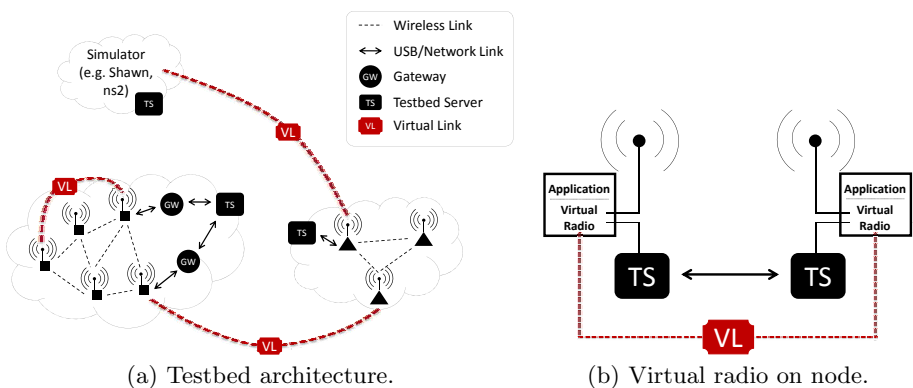 Simulator
(e.g. Shawn,
ns2)
TS
Wireless Link
USB/Network Link
GW
Gateway
TS
Testbed Server
VL
Virtual Link
VL
VL
GW
TS
GW
TS
VL
(a) Testbed architecture.
Application
Virtual
Radio
Application
Virtual
Radio
TS
TS
VL
(b) Virtual radio on node.